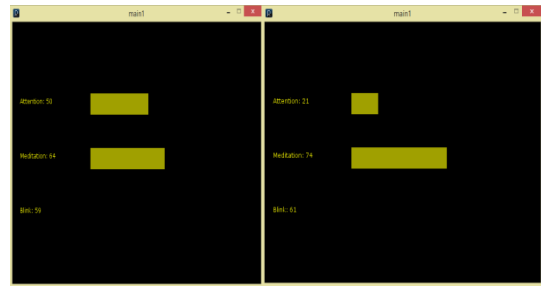 main1
Attention: 50
Meditation: 64
Blink: 59
main1
Attention: 21
Meditation: 74
Blink: 61